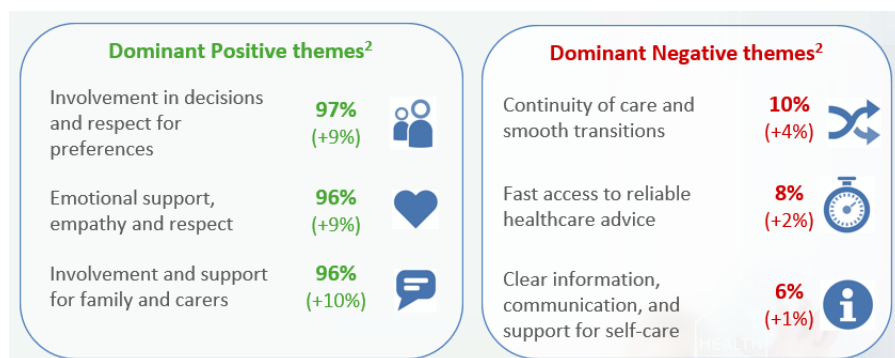 Dominant Positive themes²
Involvement in decisions
and respect for
preferences
97%
(+9%)
Emotional support,
empathy and respect
96%
(+9%)
Involvement and support
for family and carers
96%
(+10%)
Dominant Negative themes²
Continuity of care and
smooth transitions
10%
(+4%)
Fast access to reliable
healthcare advice
8%
(+2%)
Clear information,
communication, and
support for self-care
6%
(+1%)
HEALTH